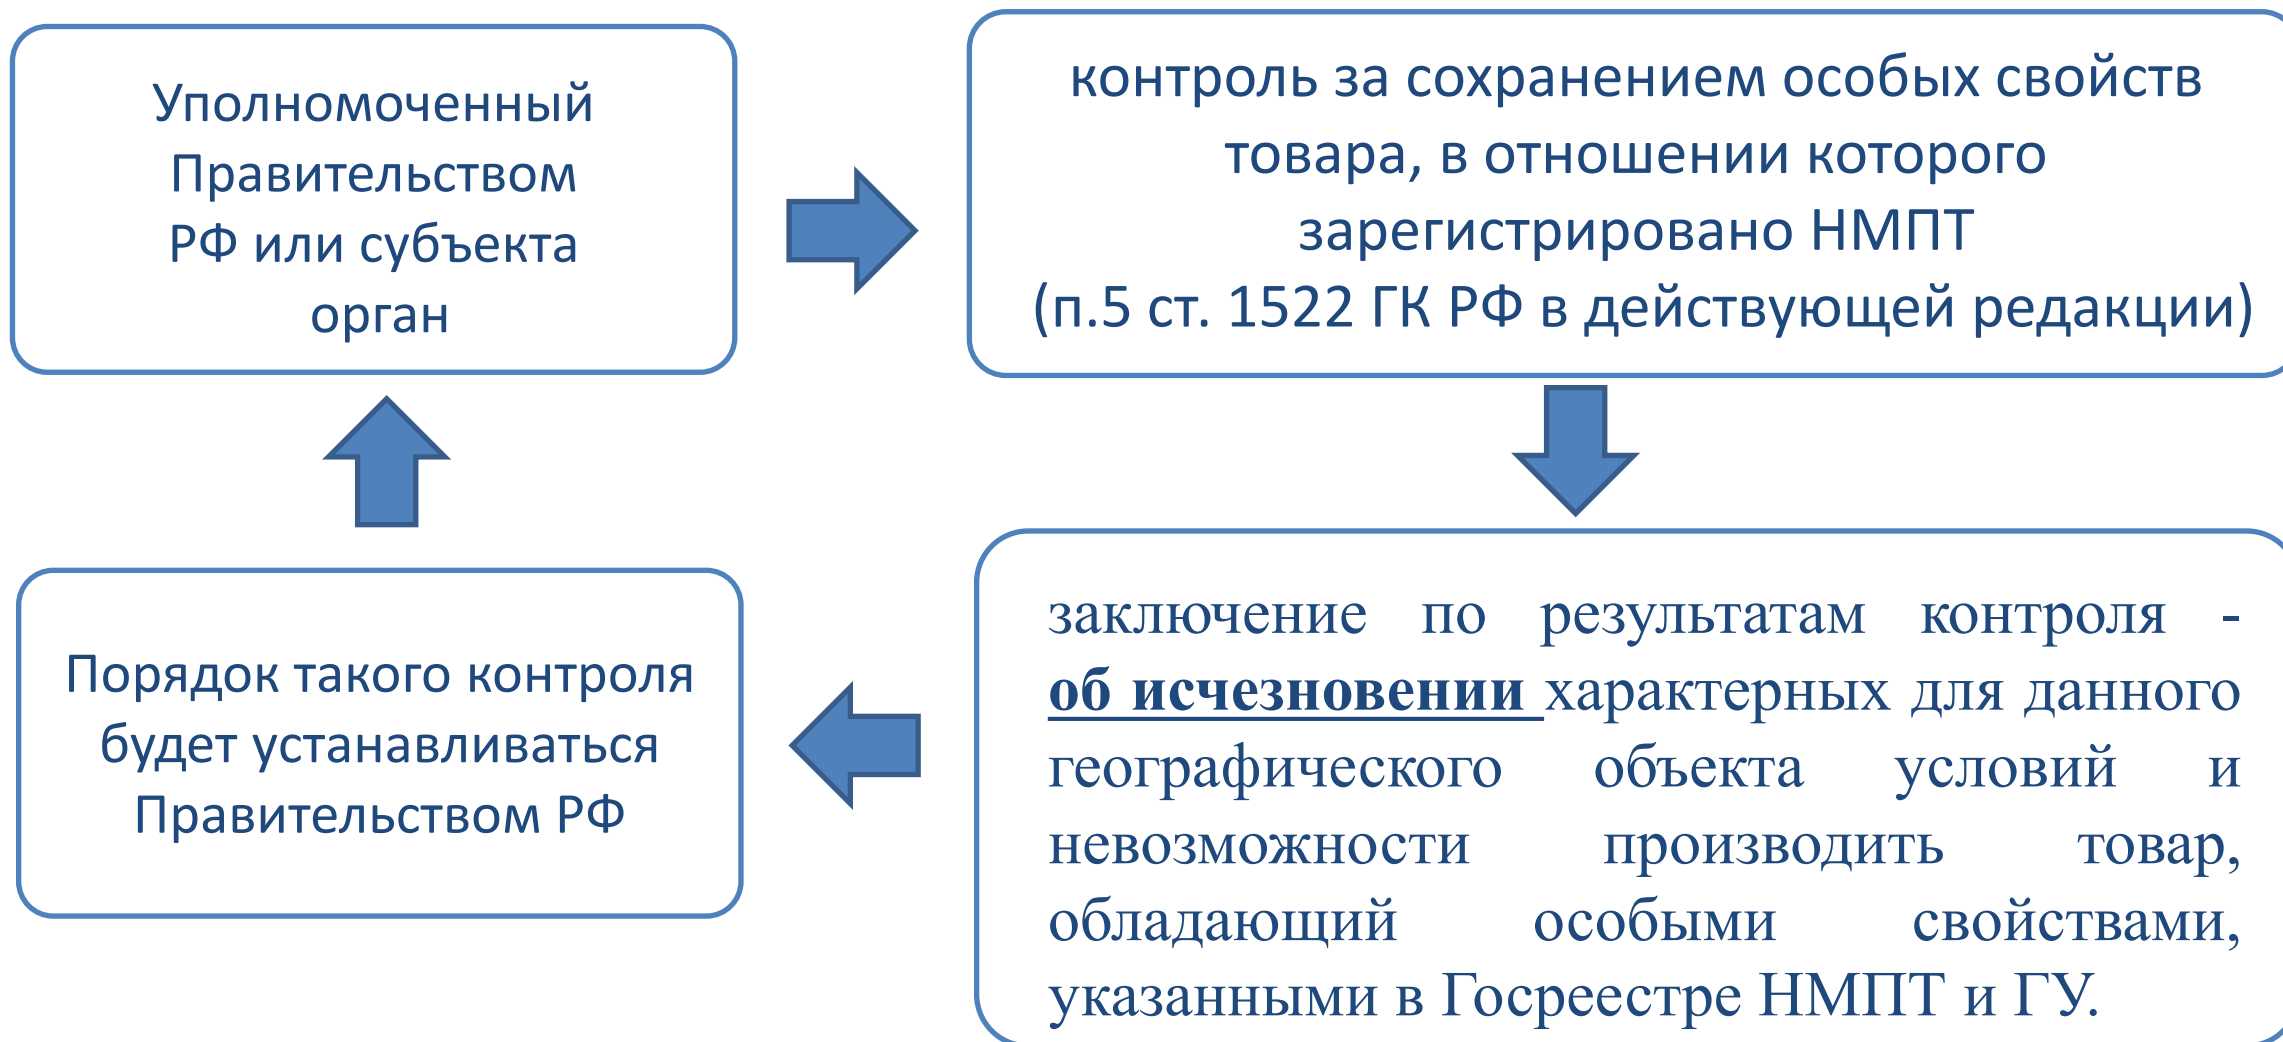 Уполномоченный
Правительством
РФ или субъекта
орган
контроль за сохранением особых свойств
товара, в отношении которого
зарегистрировано НМПТ
(п.5 ст. 1522 ГК РФ в действующей редакции)
заключение по результатам контроля -
об исчезновении характерных для данного
географического объекта условий и
невозможности производить товар,
обладающий особыми свойствами,
указанными в Госреестре НМПТ и ГУ.
Порядок такого контроля
будет устанавливаться
Правительством РФ